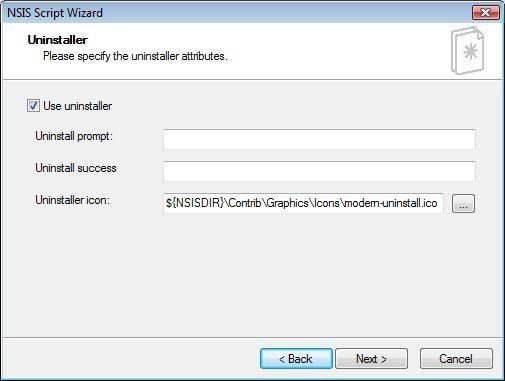 NSIS Script Wizard
Uninstaller
Please specify the uninstaller attributes.
Use uninstaller
Uninstall prompt:
Uninstall success
Uninstaller icon: ${NSISDIR}\Contrib\Graphics\Icons\modern-uninstall.ico ...
< Back Next > Cancel